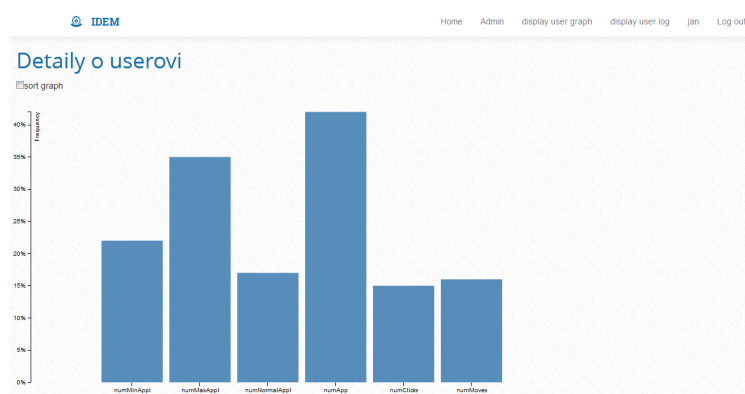 IDEM Home Admin display user graph display user log jan Log out
Detaily o userovi
sort graph
Frequency
40%
35%
30%
25%
20%
15%
10%
5%
0%
numMinAppl numMaxAppl numNormalAppl numApp numClicks numMoves